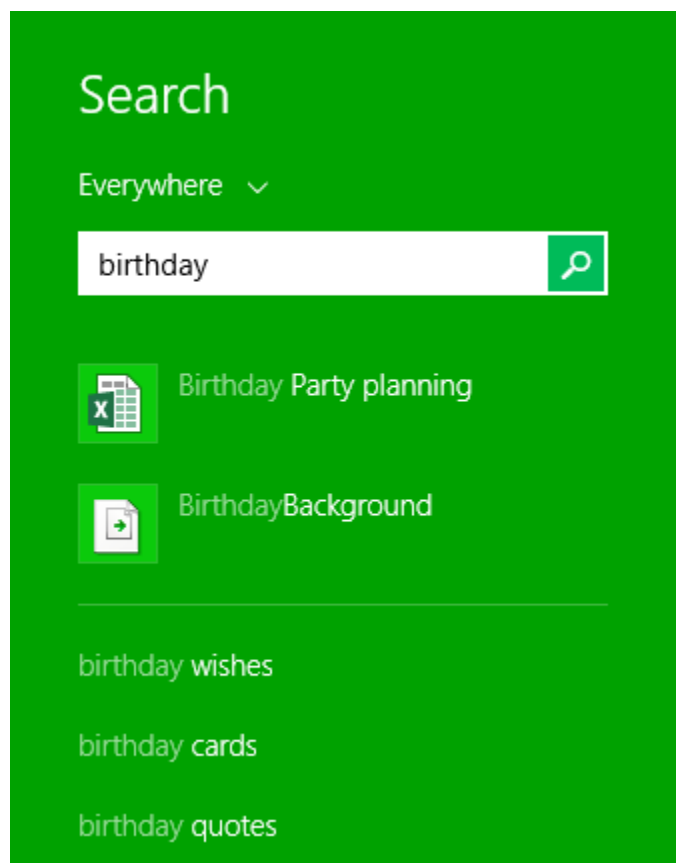 Search
Everywhere
birthday
Birthday Party planning
BirthdayBackground
birthday wishes
birthday cards
birthday quotes